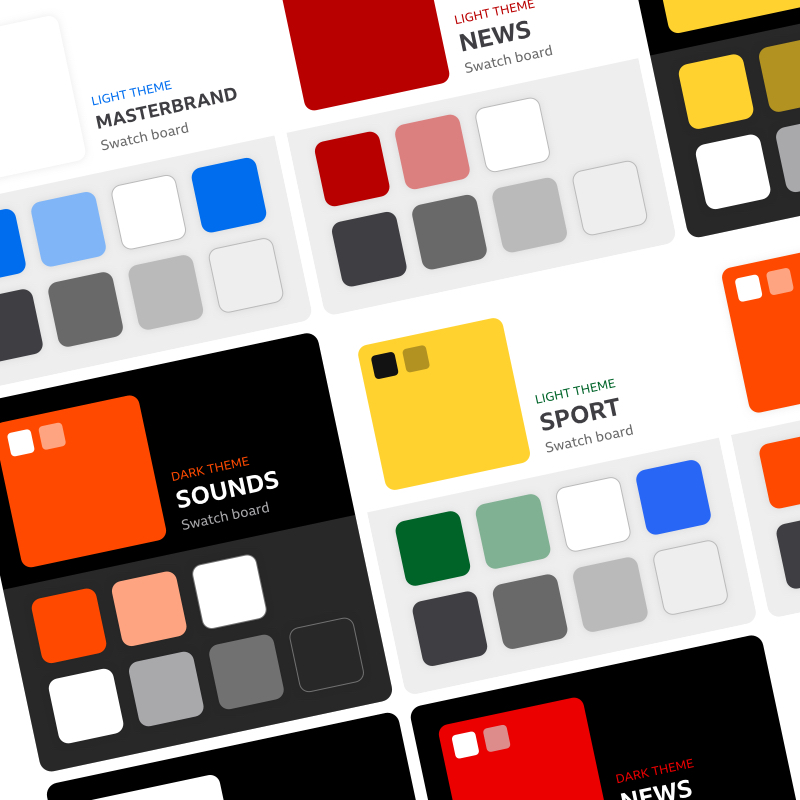 LIGHT THEME
MASTERBRAND
Swatch board
LIGHT THEME
NEWS
Swatch board
DARK THEME
SOUNDS
Swatch board
LIGHT THEME
SPORT
Swatch board
DARK THEME
NEWS